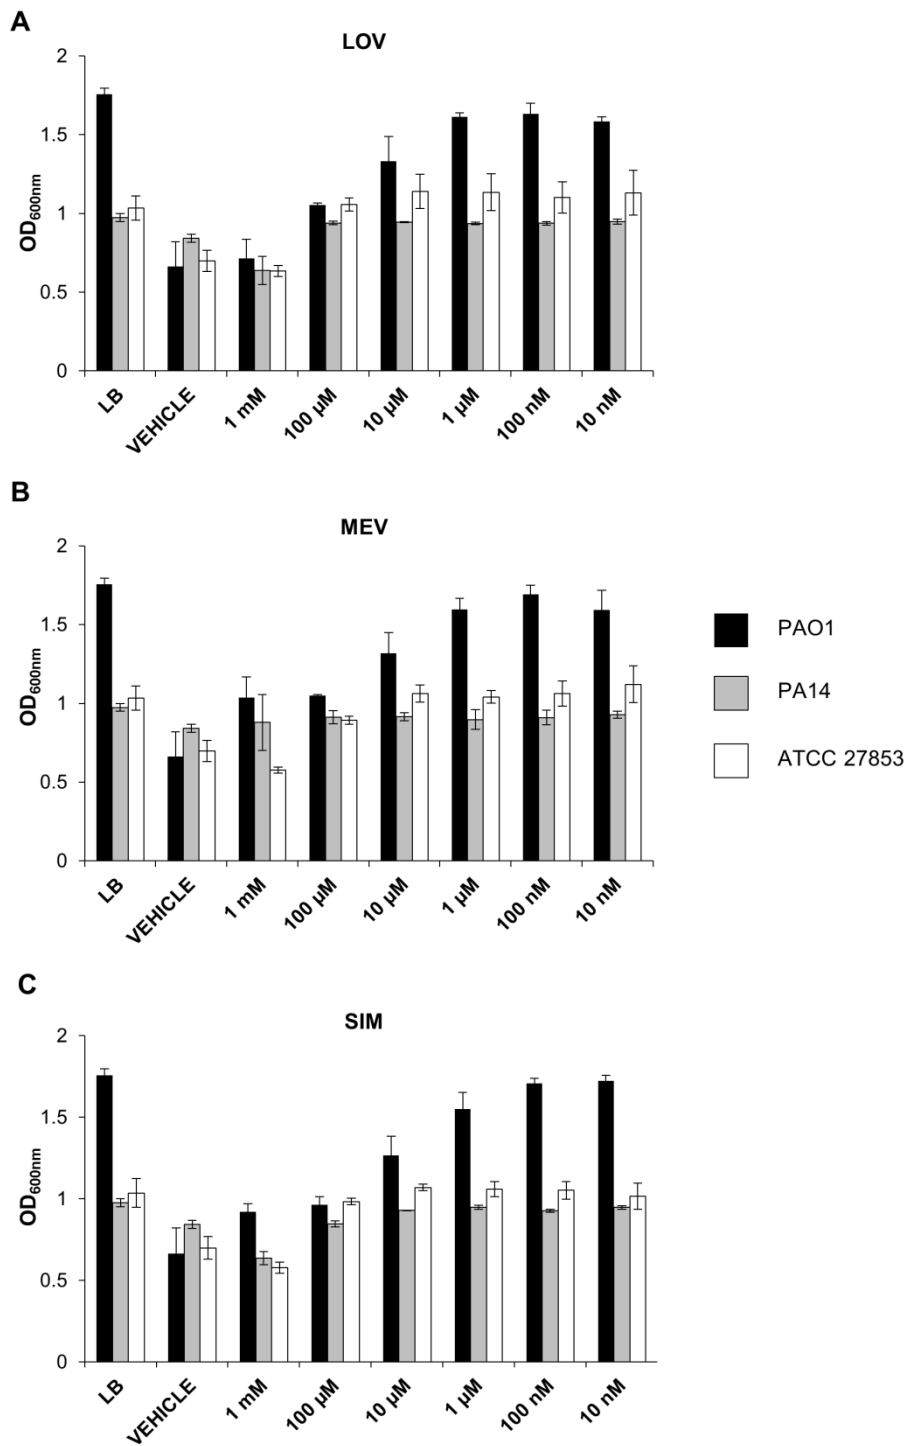 A
LOV
2
1.5
1
0.5
0
OD600nm
LB
VEHICLE
1 mM
100 µM
10 µM
1 µM
100 nM
10 nM
B
MEV
2
1.5
1
0.5
0
OD600nm
LB
VEHICLE
1 mM
100 µM
10 µM
1 µM
100 nM
10 nM
PAO1
PA14
ATCC 27853
C
SIM
2
1.5
1
0.5
0
OD600nm
LB
VEHICLE
1 mM
100 µM
10 µM
1 µM
100 nM
10 nM